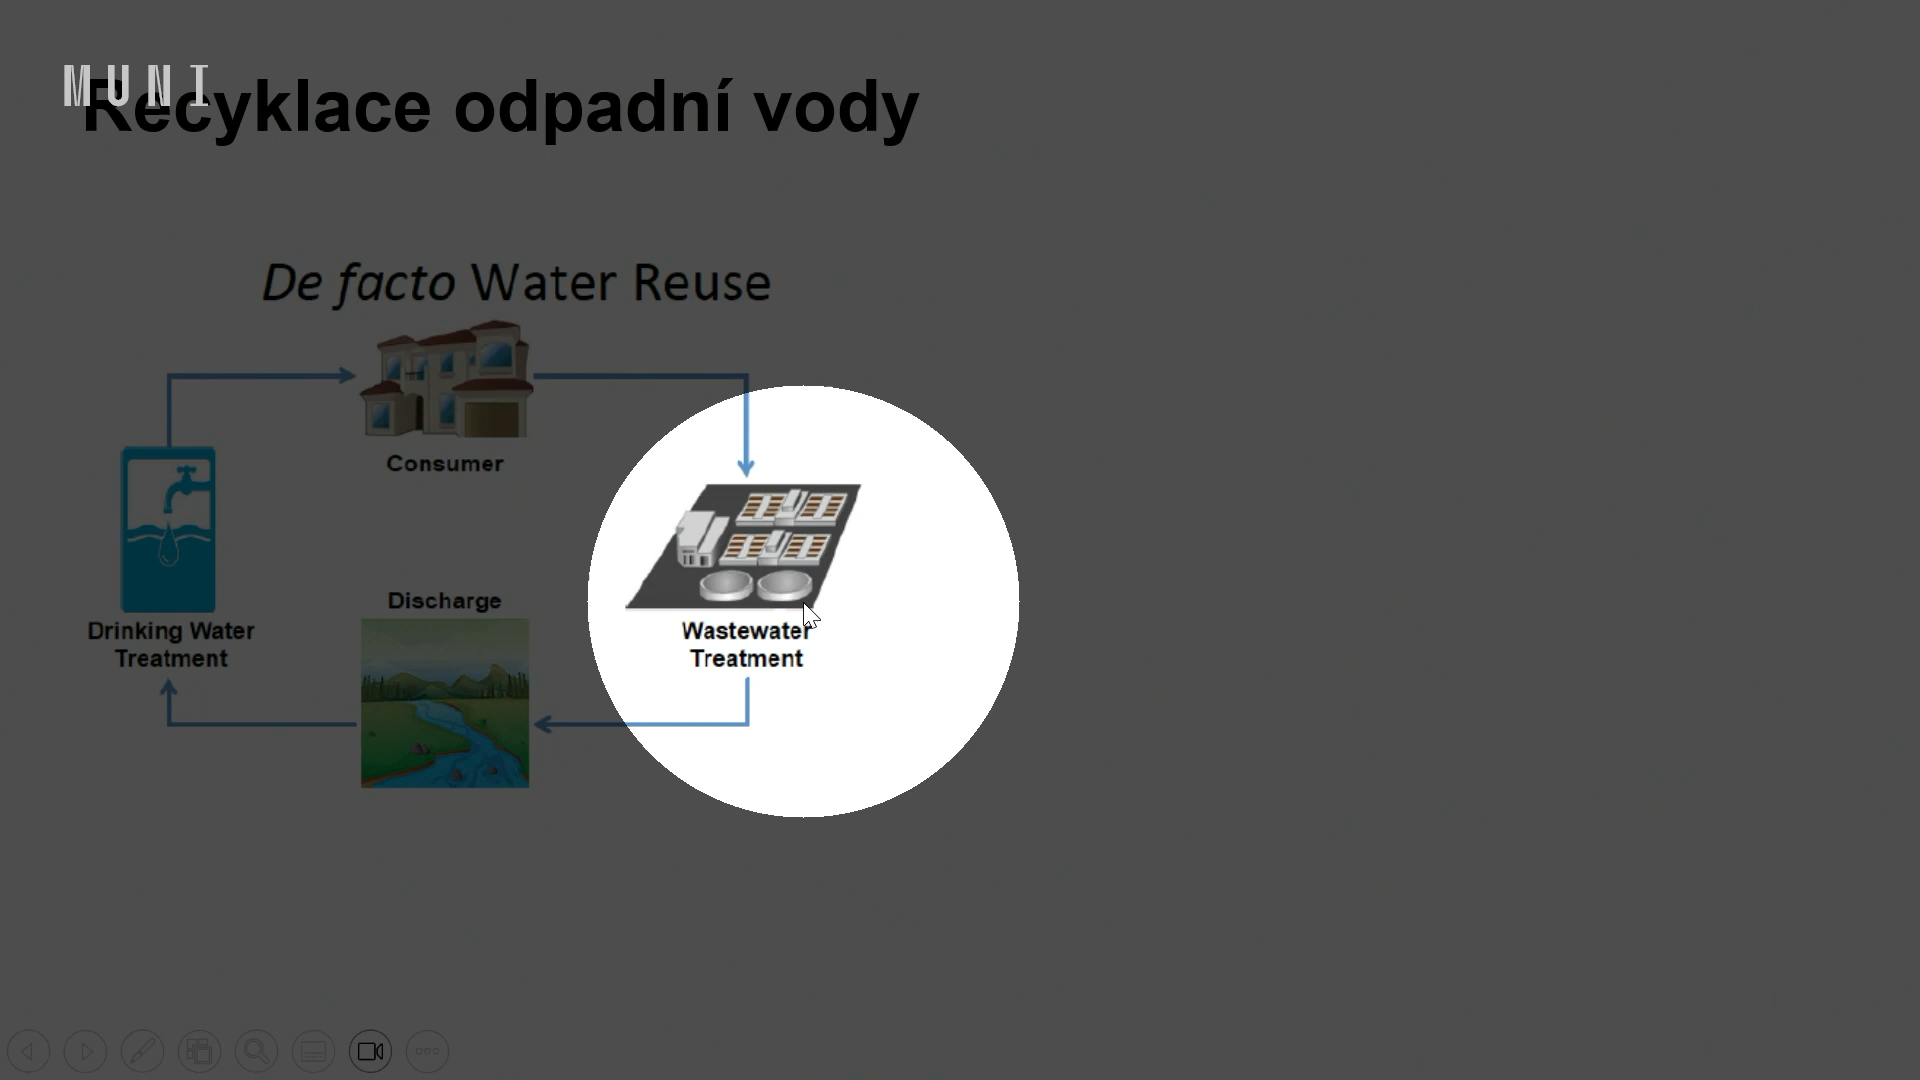 MUNI
Recyklace odpadní vody
De facto Water Reuse
Consumer
Discharge
Drinking Water
Treatment
Wastewater
Treatment